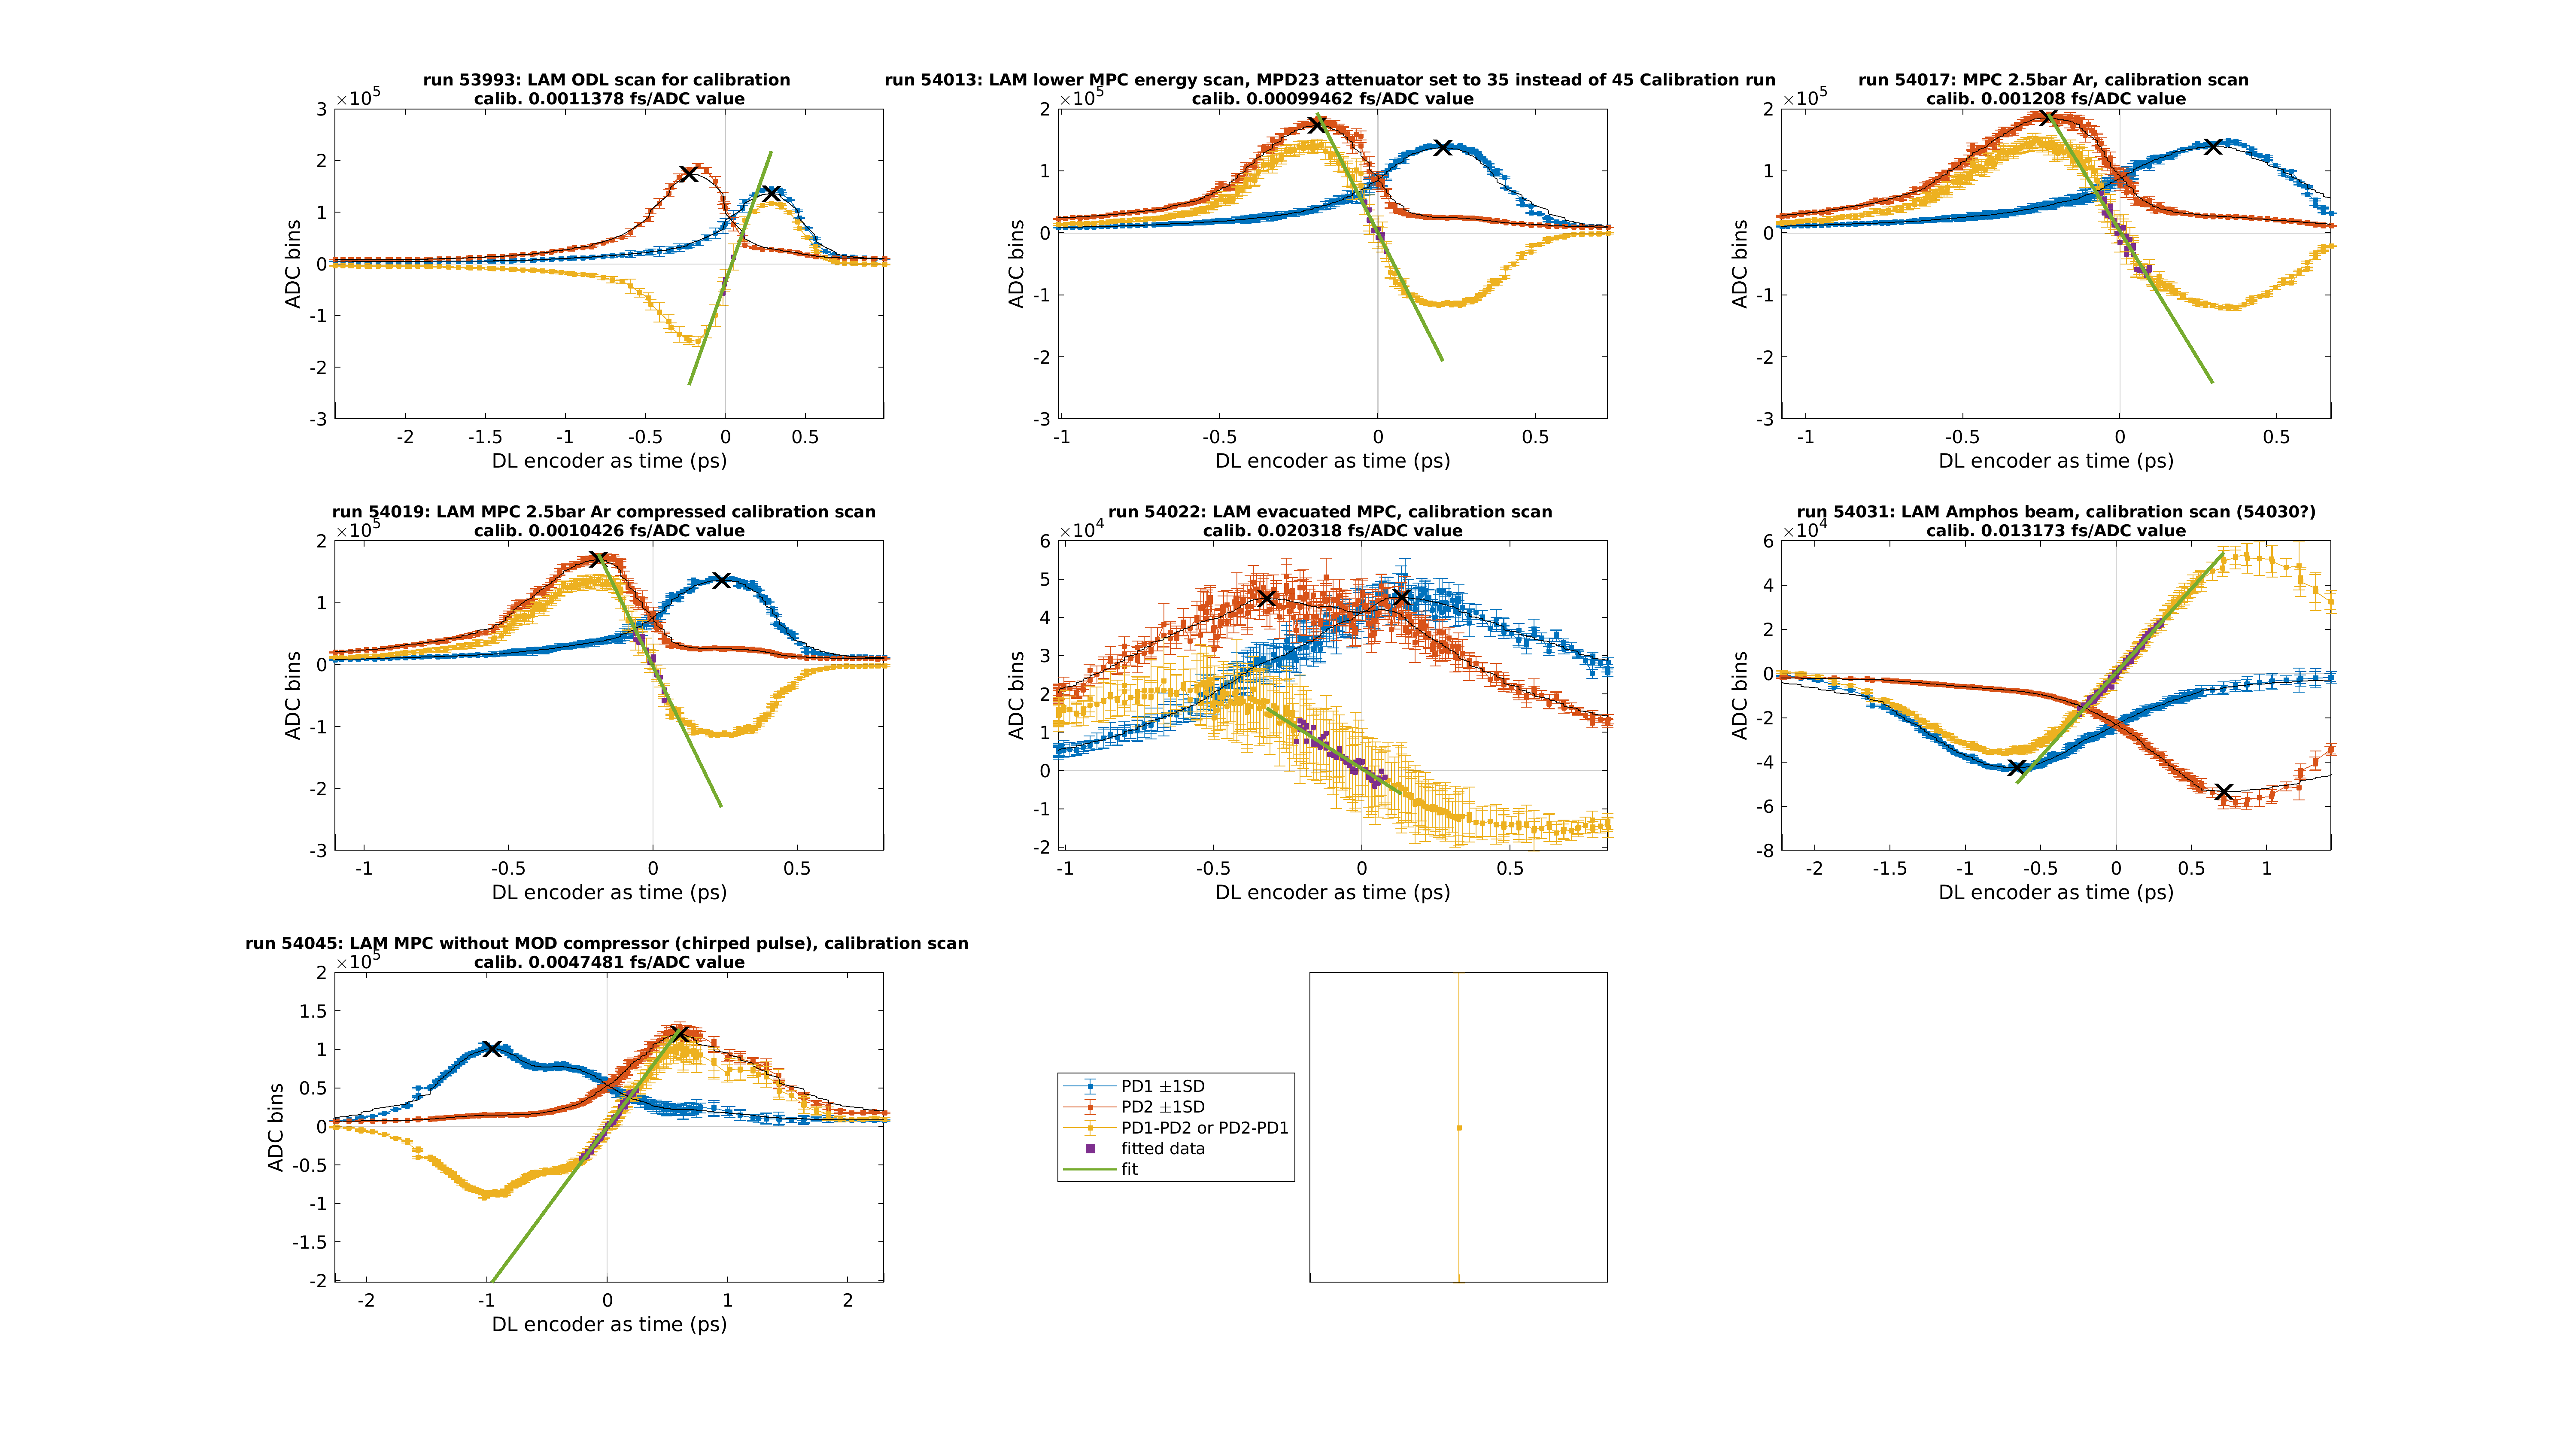 run 53993: LAM ODL scan for calibration
calib. 0.0011378 fs/ADC value
×10^5
3
2
1
0
-1
-2
-3
ADC bins
-2 -1.5 -1 -0.5 0 0.5
DL encoder as time (ps)
run 54013: LAM lower MPC energy scan, MPD23 attenuator set to 35 instead of 45 Calibration run
calib. 0.00099462 fs/ADC value
×10^5
2
1
0
-1
-2
-3
ADC bins
-1 -0.5 0 0.5
DL encoder as time (ps)
run 54017: MPC 2.5bar Ar, calibration scan
calib. 0.001208 fs/ADC value
×10^5
2
1
0
-1
-2
-3
ADC bins
-1 -0.5 0 0.5
DL encoder as time (ps)
run 54019: LAM MPC 2.5bar Ar compressed calibration scan
calib. 0.0010426 fs/ADC value
×10^5
2
1
0
-1
-2
-3
ADC bins
-1 -0.5 0 0.5
DL encoder as time (ps)
run 54022: LAM evacuated MPC, calibration scan
calib. 0.020318 fs/ADC value
×10^4
6
5
4
3
2
1
0
-1
-2
ADC bins
-1 -0.5 0 0.5
DL encoder as time (ps)
run 54031: LAM Amphos beam, calibration scan (54030?)
calib. 0.013173 fs/ADC value
×10^4
6
4
2
0
-2
-4
-6
-8
ADC bins
-2 -1.5 -1 -0.5 0 0.5 1
DL encoder as time (ps)
run 54045: LAM MPC without MOD compressor (chirped pulse), calibration scan
calib. 0.0047481 fs/ADC value
×10^5
2
1.5
1
0.5
0
-0.5
-1
-1.5
-2
ADC bins
-2 -1 0 1 2
DL encoder as time (ps)
PD1 ±1SD
PD2 ±1SD
PD1-PD2 or PD2-PD1
fitted data
fit